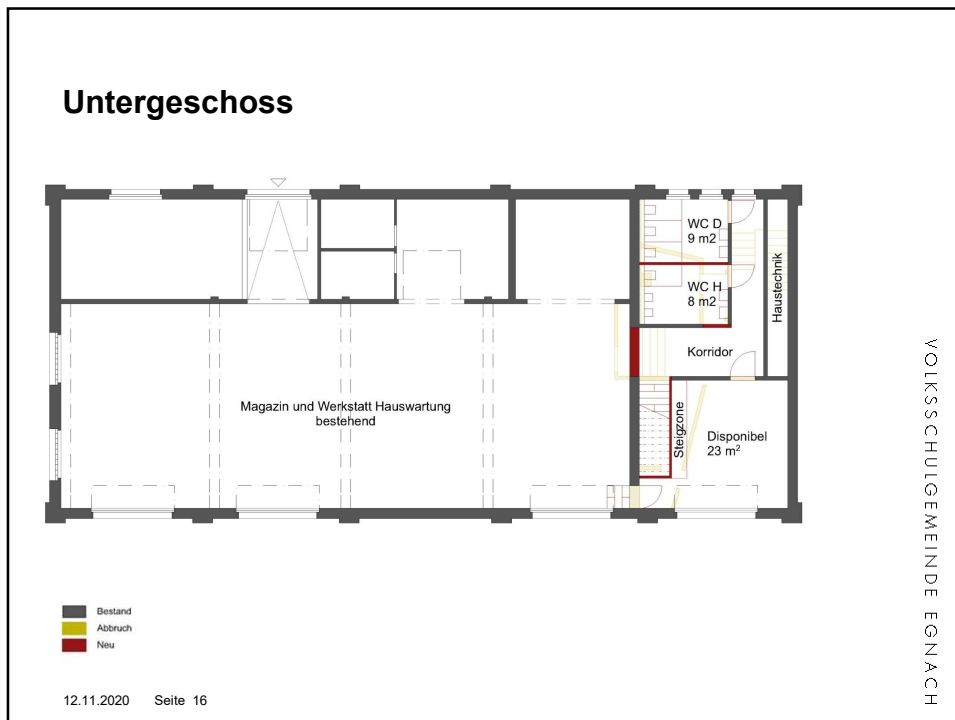 Untergeschoss
WC D
9 m2
WC H
8 m2
Haustechnik
Korridor
Magazin und Werkstatt Hauswartung
bestehend
Steigzone
Disponibel
23 m²
Bestand
Abbruch
Neu
12.11.2020 Seite 16
VOLKSSCHULGEMEINDE EGNACH